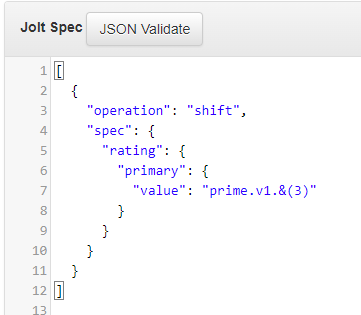 Jolt Spec JSON Validate
1 [
2 {
3 "operation": "shift",
4 "spec": {
5 "rating": {
6 "primary": {
7 "value": "prime.v1.&(3)"
8 }
9 }
10 }
11 }
12 ]
13